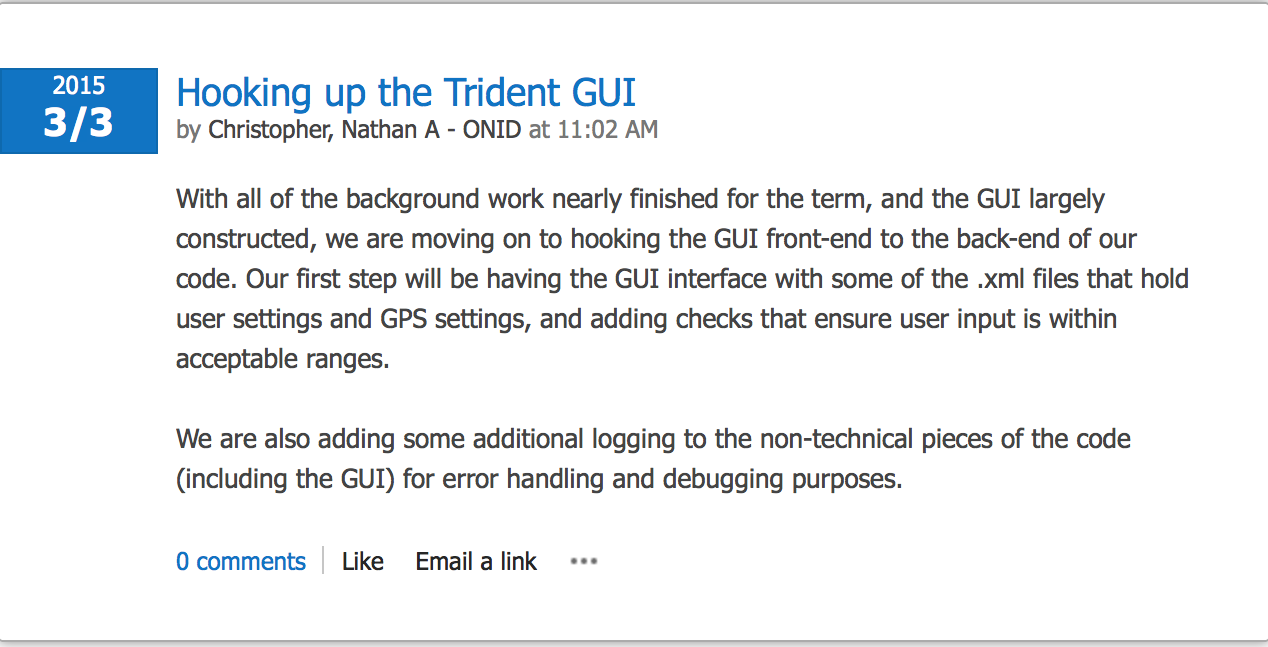 2015
3/3
Hooking up the Trident GUI
by Christopher, Nathan A - ONID at 11:02 AM
With all of the background work nearly finished for the term, and the GUI largely
constructed, we are moving on to hooking the GUI front-end to the back-end of our
code. Our first step will be having the GUI interface with some of the .xml files that hold
user settings and GPS settings, and adding checks that ensure user input is within
acceptable ranges.
We are also adding some additional logging to the non-technical pieces of the code
(including the GUI) for error handling and debugging purposes.
0 comments Like Email a link •••